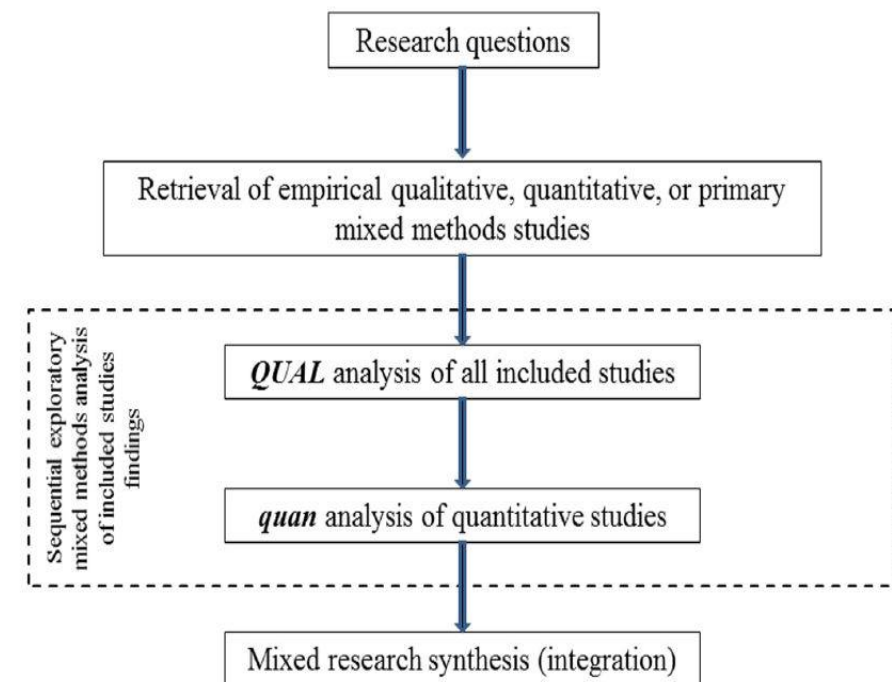 Research questions
Retrieval of empirical qualitative, quantitative, or primary
mixed methods studies
Sequential exploratory
mixed methods analysis
of included studies
findings
QUAL analysis of all included studies
quan analysis of quantitative studies
Mixed research synthesis (integration)